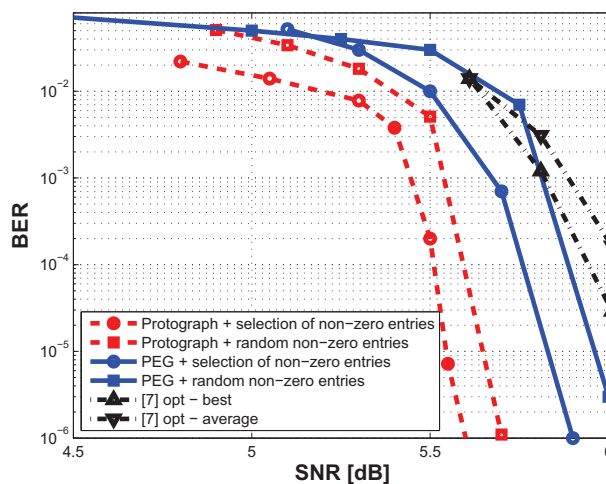 10^−2
10^−3
10^−4
10^−5
10^−6
BER
Protograph + selection of non−zero entries
Protograph + random non−zero entries
PEG + selection of non−zero entries
PEG + random non−zero entries
[7] opt − best
[7] opt − average
4.5 5 5.5
SNR [dB]